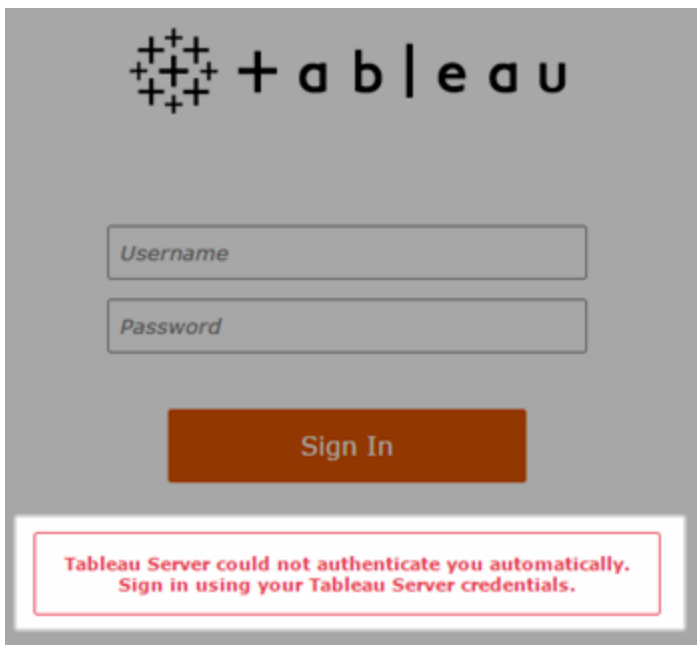 + a b | e a u
Username
Password
Sign In
Tableau Server could not authenticate you automatically.
Sign in using your Tableau Server credentials.